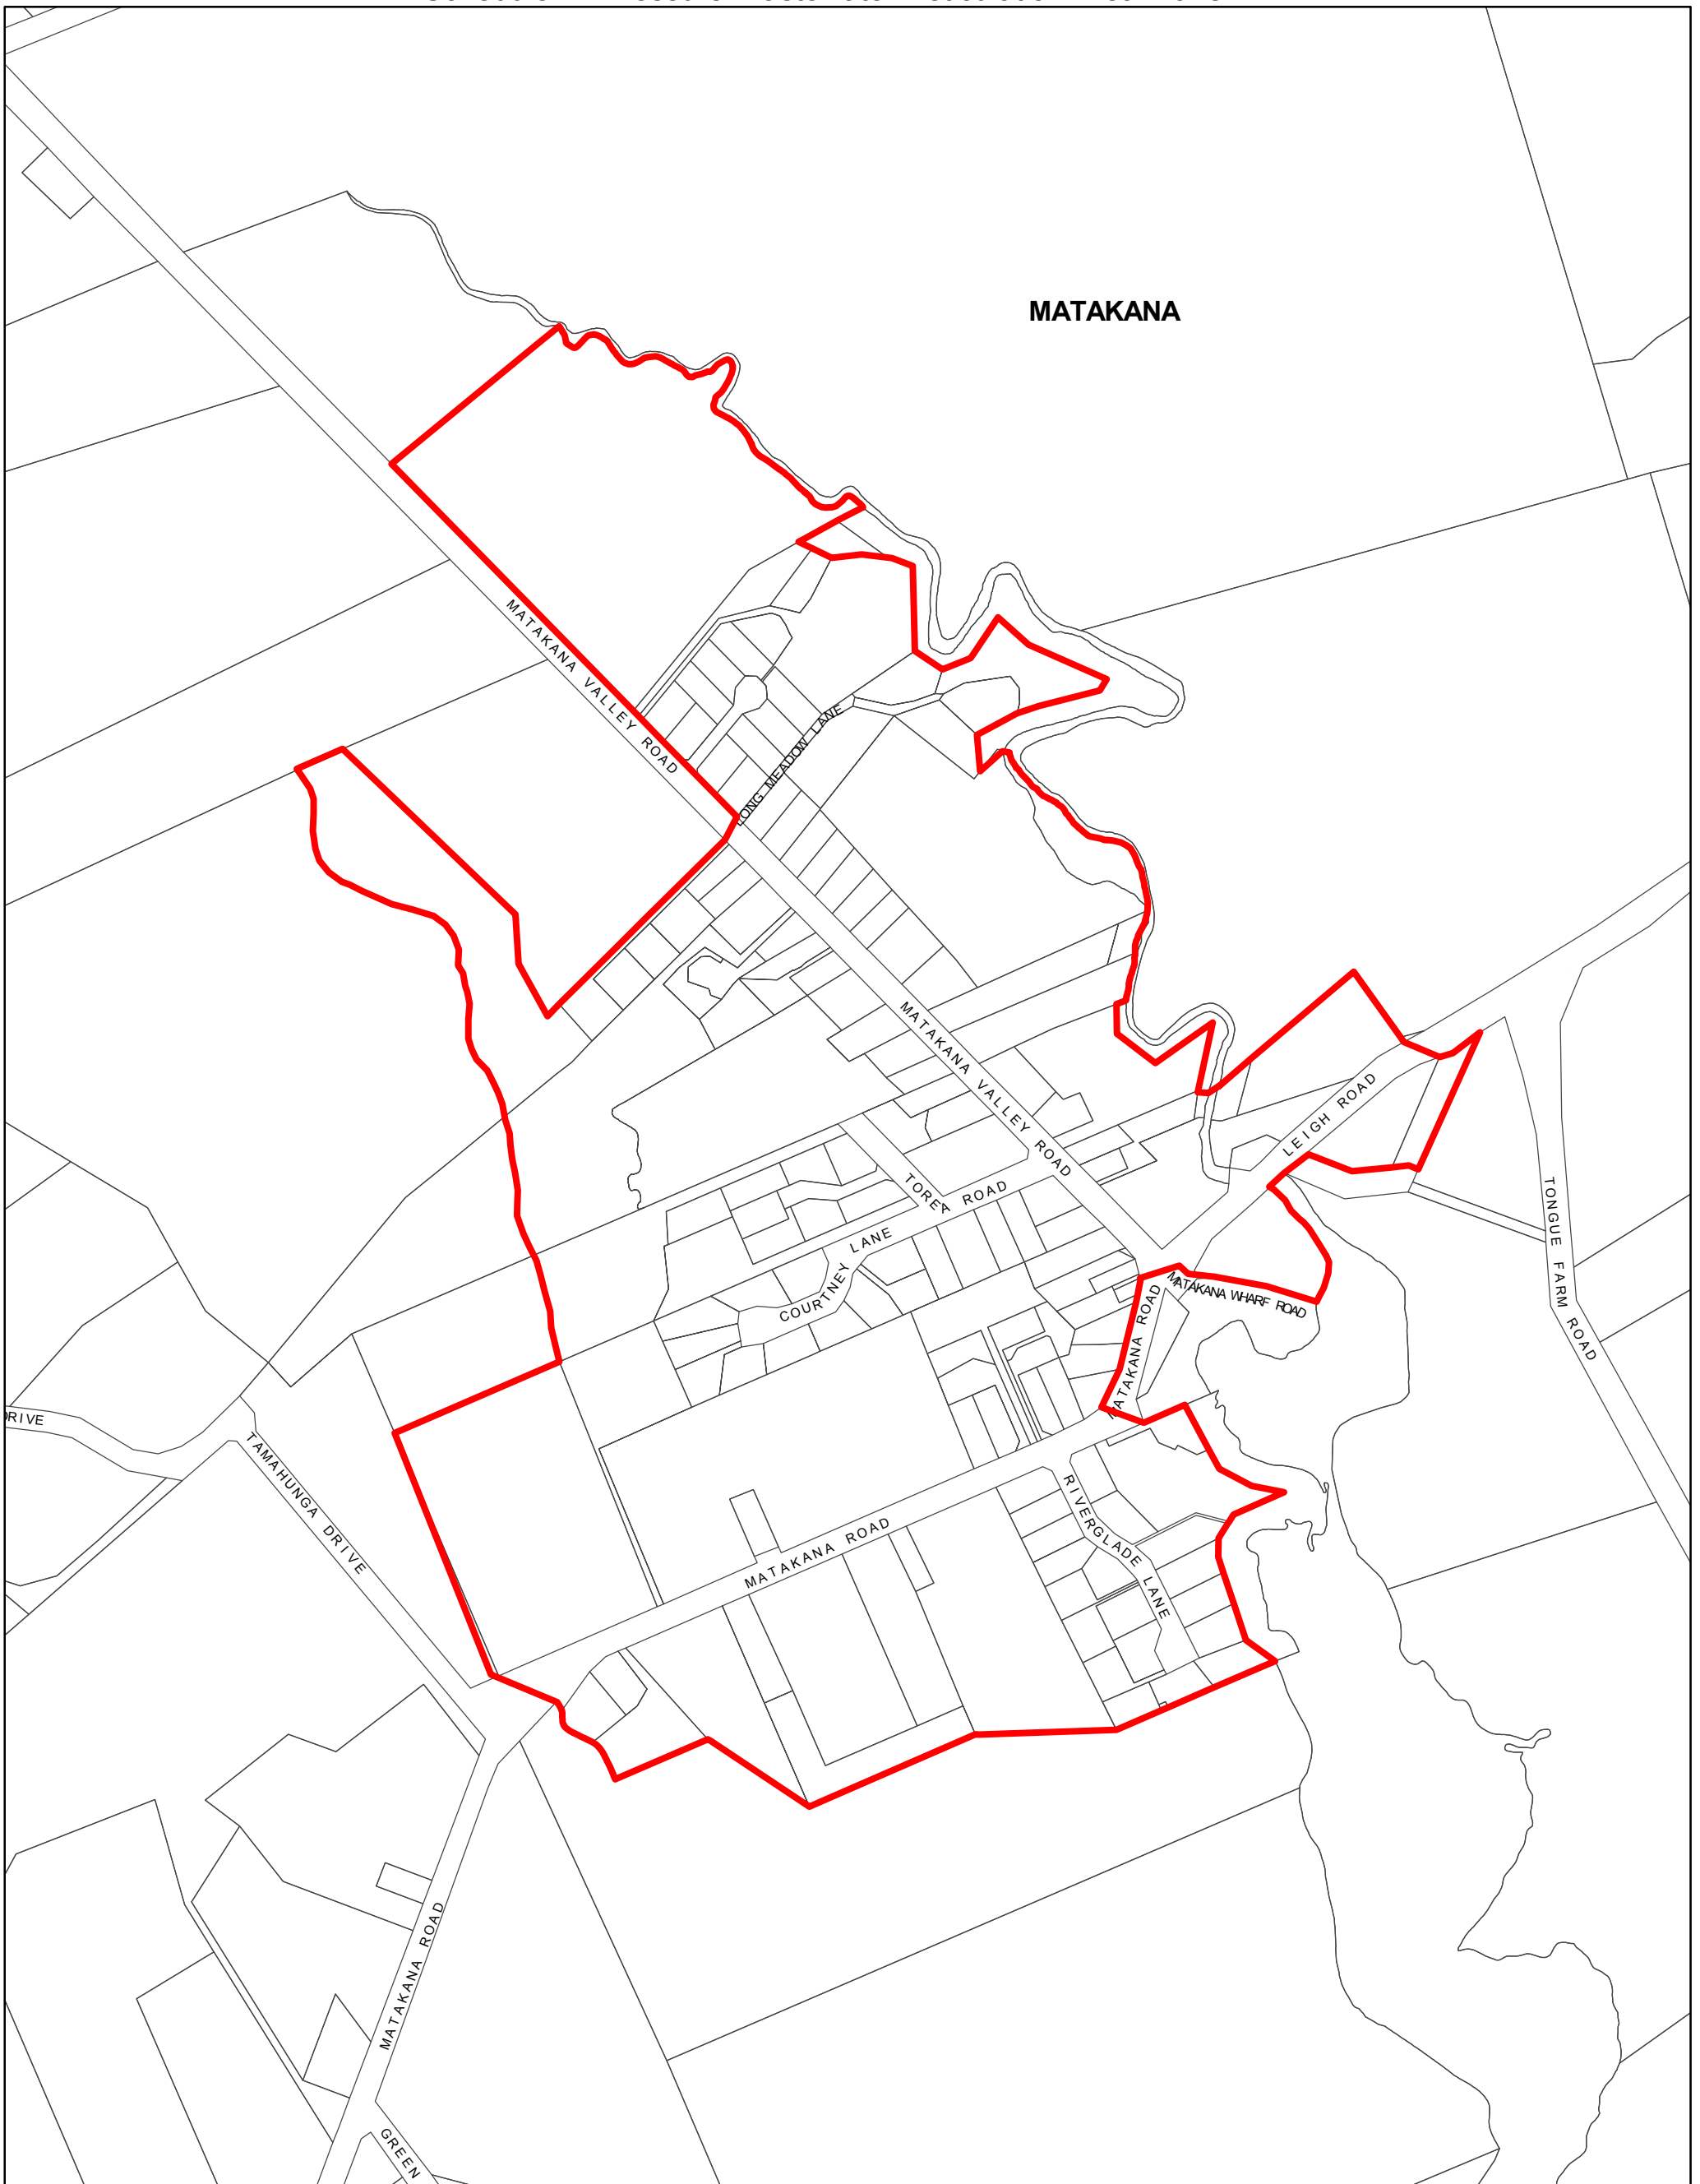 MATAKANA
MATAKANA VALLEY ROAD
LONG MEADOW LANE
MATAKANA VALLEY ROAD
LEIGH ROAD
TOREA ROAD
TONGUE FARM ROAD
COURTNEY LANE
MATAKANA WHARF ROAD
MATAKANA ROAD
DRIVE
TAMAHUNGA DRIVE
MATAKANA ROAD
RIVERGLADE LANE
MATAKANA ROAD
GREEN